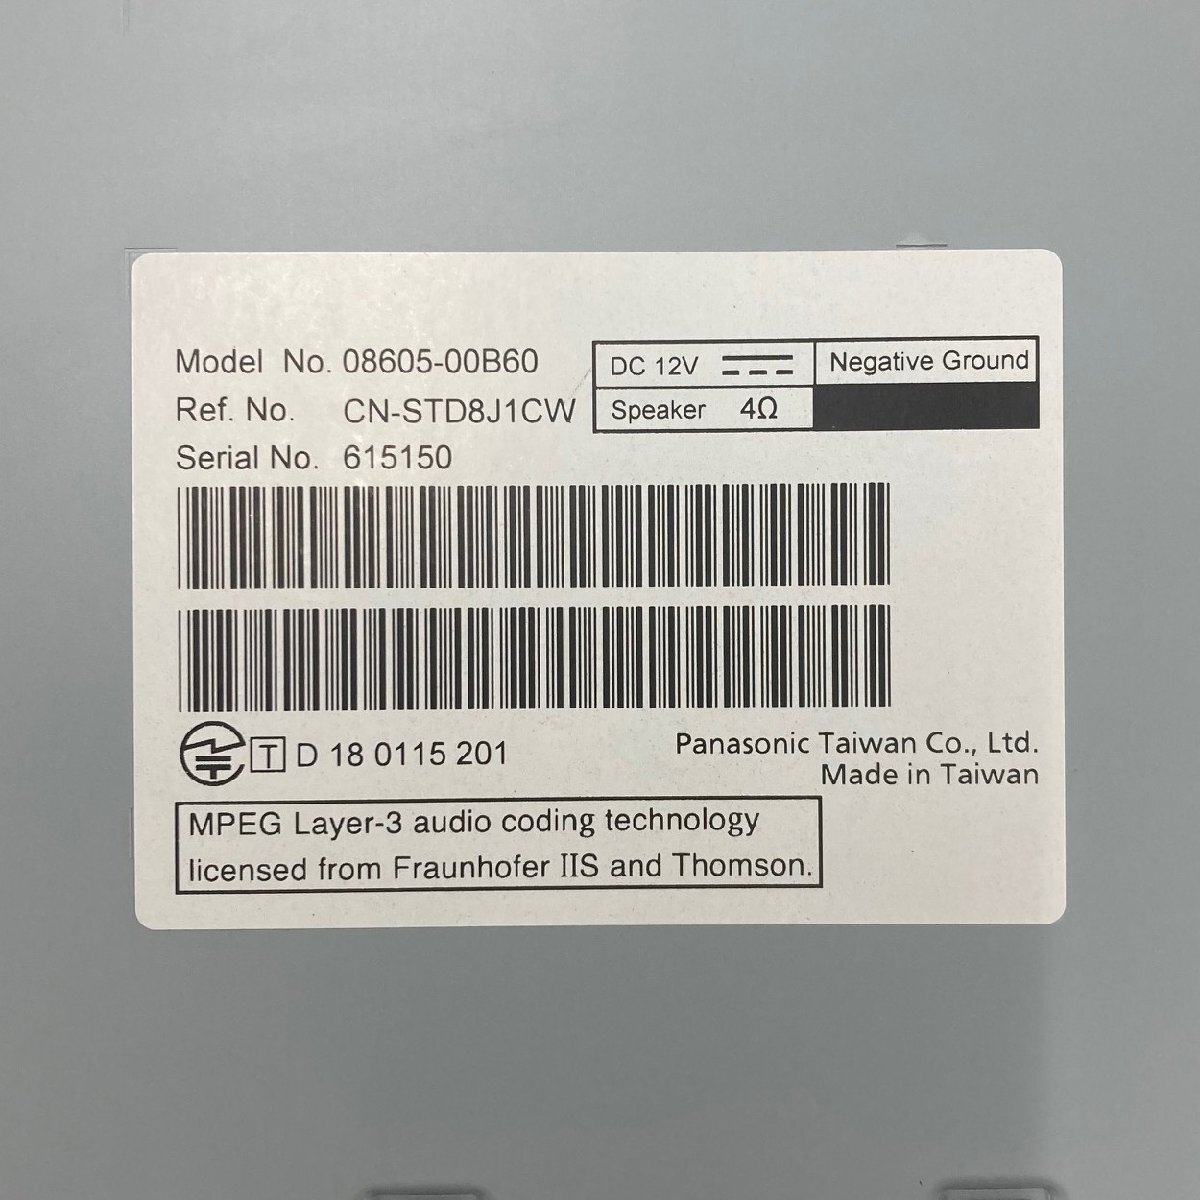 Model No. 08605-00B60
Ref. No. CN-STD8J1CW
Serial No. 615150
DC 12V
Negative Ground
Speaker 4Ω
T D 18 0115 201
Panasonic Taiwan Co., Ltd.
Made in Taiwan
MPEG Layer-3 audio coding technology
licensed from Fraunhofer IIS and Thomson.